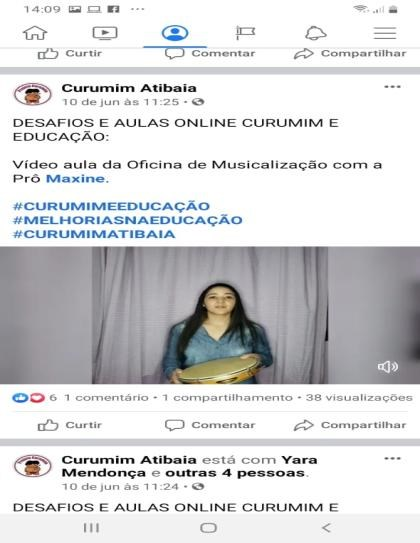 14:09
Curtir Comentar Compartilhar
Curumim Atibaia
10 de jun às 11:25 ·
DESAFIOS E AULAS ONLINE CURUMIM E
EDUCAÇÃO:
Vídeo aula da Oficina de Musicalização com a
Prô Maxine.
#CURUMIMEEDUCAÇÃO
#MELHORIASNAEDUCAÇÃO
#CURUMIMATIBAIA
6 1 comentário · 1 compartilhamento · 38 visualizações
Curtir Comentar Compartilhar
Curumim Atibaia está com Yara
Mendonça e outras 4 pessoas.
10 de jun às 11:24 ·
DESAFIOS E AULAS ONLINE CURUMIM E